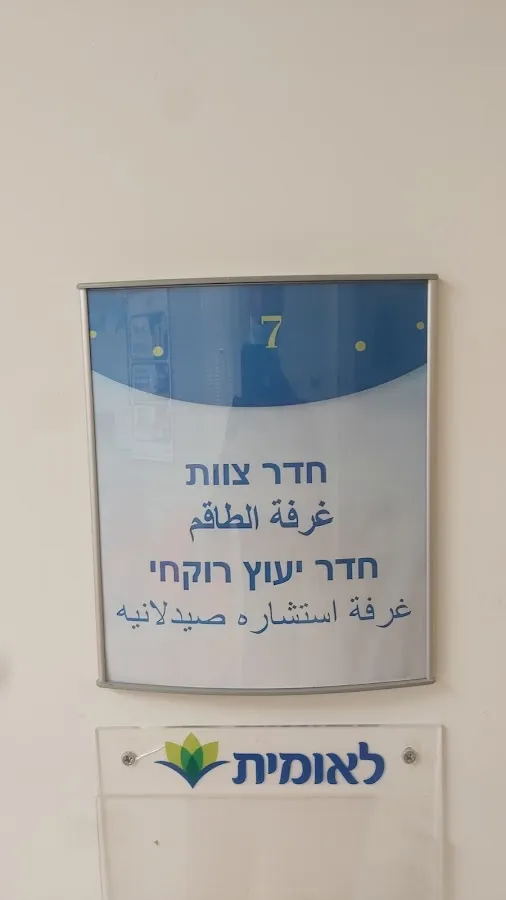 7
חדר צוות
غرفة الطاقم
חדר יעוץ רוקחי
غرفة استشاره صيدلانيه
לאומית